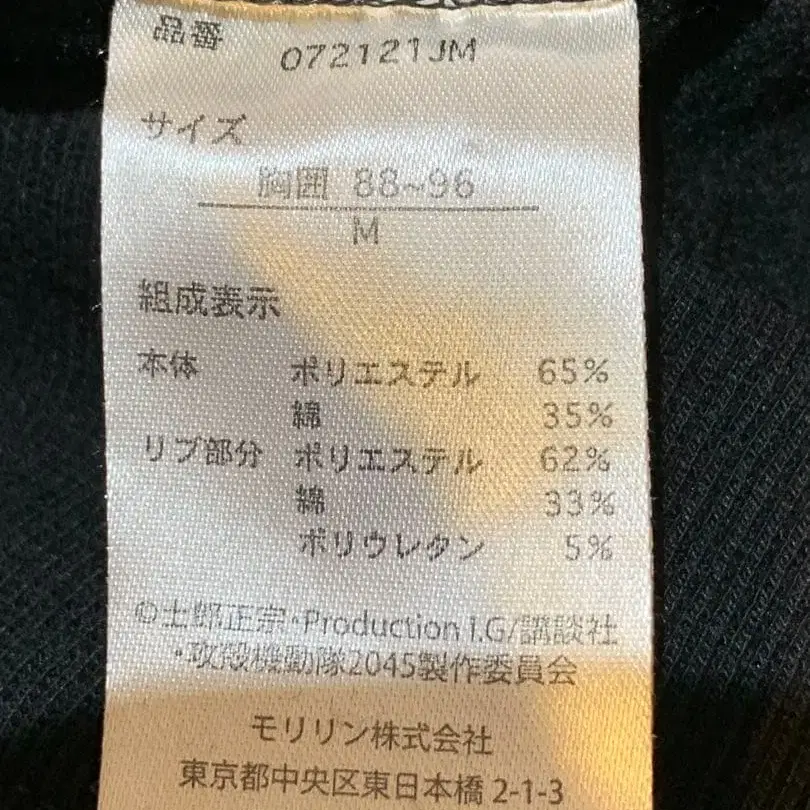 品番 072121JM
サイズ
胸囲 88~96
M
組成表示
本体 ポリエステル 65%
綿 35%
リブ部分 ポリエステル 62%
綿 33%
ポリウレタン 5%
©士郎正宗・Production I.G/講談社
・攻殻機動隊2045製作委員会
モリリン株式会社
東京都中央区東日本橋 2-1-3